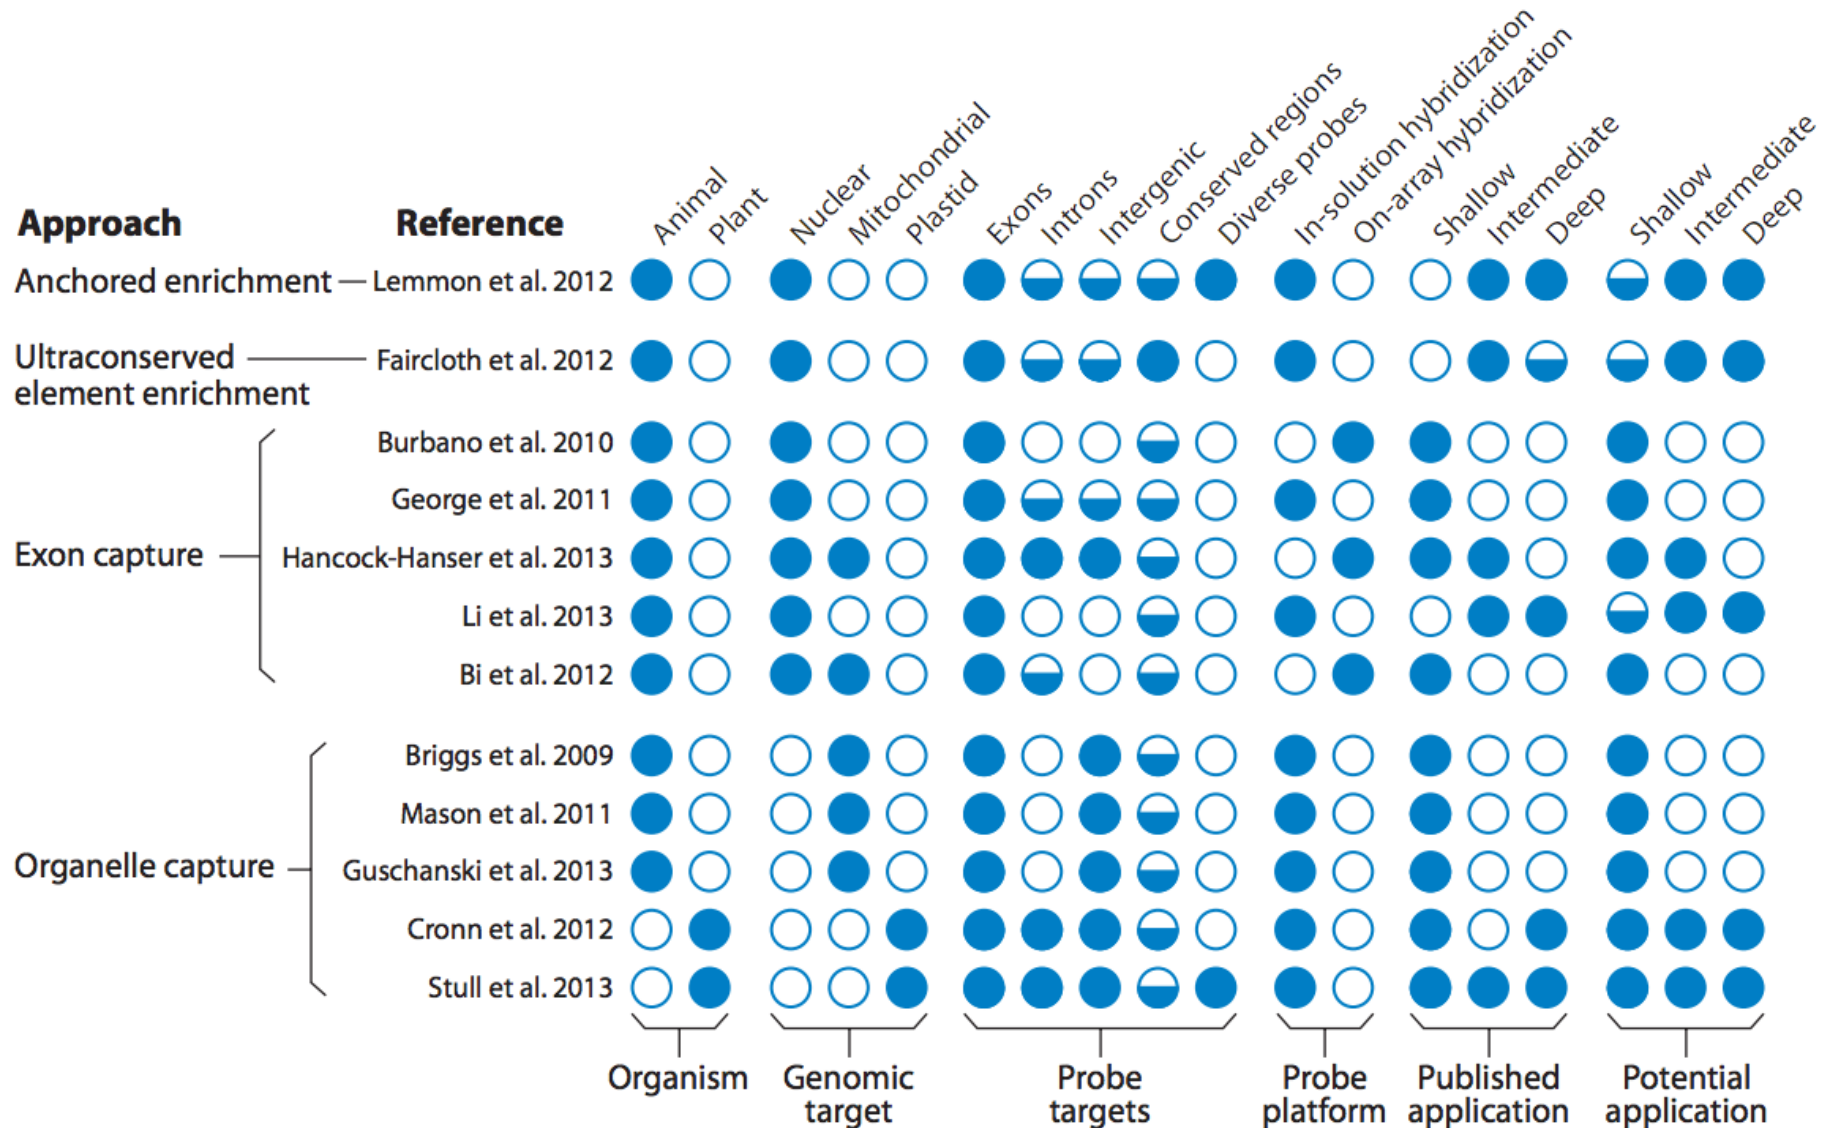 Animal
Plant
Nuclear
Mitochondrial
Plastid
Exons
Introns
Intergenic
Conserved regions
Diverse probes
In-solution hybridization
On-array hybridization
Shallow
Intermediate
Deep
Shallow
Intermediate
Deep
Approach
Reference
Anchored enrichment
Lemmon et al. 2012
Ultraconserved
element enrichment
Faircloth et al. 2012
Exon capture
Burbano et al. 2010
George et al. 2011
Hancock-Hanser et al. 2013
Li et al. 2013
Bi et al. 2012
Organelle capture
Briggs et al. 2009
Mason et al. 2011
Guschanski et al. 2013
Cronn et al. 2012
Stull et al. 2013
Organism
Genomic
target
Probe
targets
Probe
platform
Published
application
Potential
application